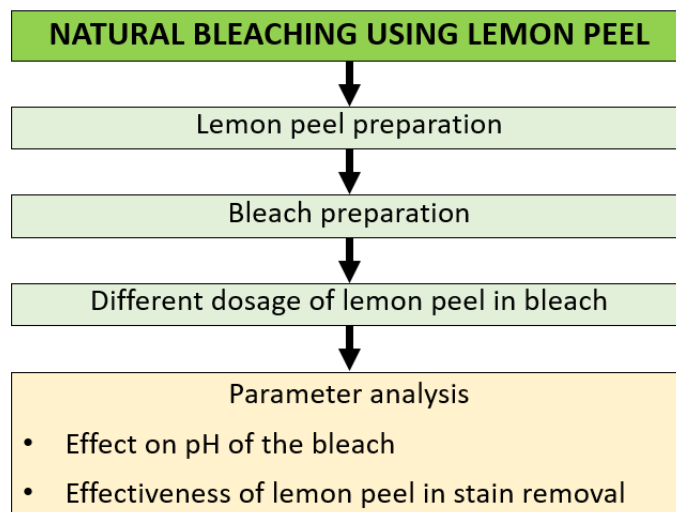 NATURAL BLEACHING USING LEMON PEEL
Lemon peel preparation
Bleach preparation
Different dosage of lemon peel in bleach
Parameter analysis
• Effect on pH of the bleach
• Effectiveness of lemon peel in stain removal